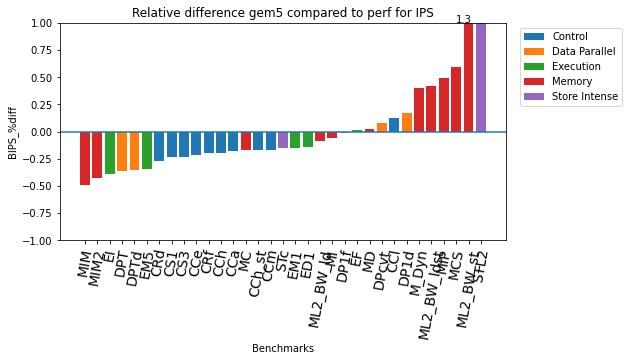 Relative difference gem5 compared to perf for IPS
1.3
1.00
0.75
0.50
0.25
0.00
−0.25
−0.50
−0.75
−1.00
BIPS_%diff
MIM
MIM2
EI
DPT
DPTd
EM5
CRd
CS1
CS3
CCe
CRf
CCh
CCa
MC
CCh_st
CCm
STc
EM1
ED1
ML2_BW_ld
MI
DP1f
EF
MD
DPcvt
CCl
DP1d
M_Dyn
ML2_BW_ldst
MIP
MCS
ML2_BW_st
STL2
Benchmarks
Control
Data Parallel
Execution
Memory
Store Intense